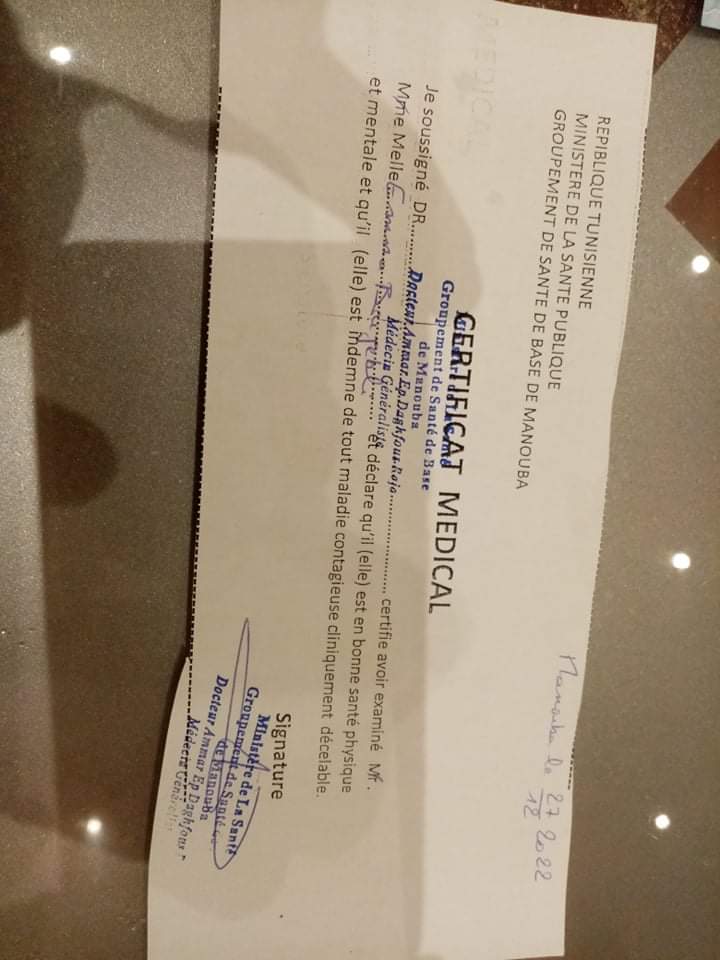 REPIBLIQUE TUNISIENNE
MINISTERE DE LA SANTE PUBLIQUE
GROUPEMENT DE SANTE DE BASE DE MANOUBA
Manouba le 27/12 2022
CERTIFICAT MEDICAL
Groupement de Santé de Base
de Manouba
Docteur Ammar Ep Daghfous Raja
Médecin Généraliste
Je soussigné DR.................... certifie avoir examiné Mr.
Mme Melle .................... et déclare qu'il (elle) est en bonne santé physique
et mentale et qu'il (elle) est indemne de tout maladie contagieuse cliniquement décelable.
Signature
Ministère de La Santé
Groupement de Santé de
de Manouba
Docteur Ammar Ep Daghfous
Médecin Généraliste
MEDICAL